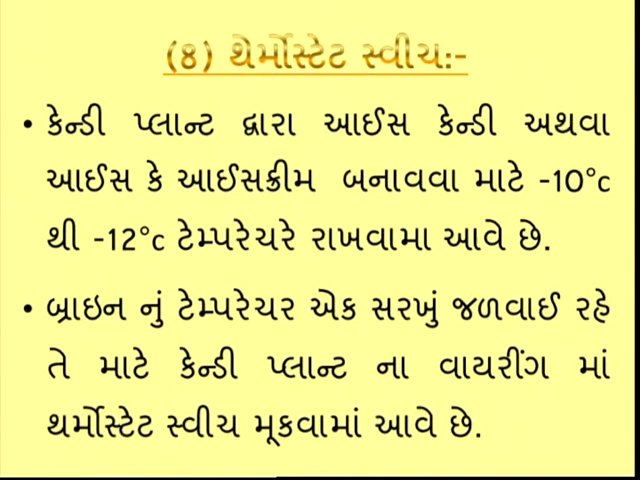 (8) થેર્મોસ્ટેટ સ્વીચ:-
• કેન્ડી પ્લાન્ટ દ્વારા આઈસ કેન્ડી અથવા
આઈસ કે આઈસક્રીમ બનાવવા માટે -10°c
થી -12°c ટેમ્પરેચરે રાખવામા આવે છે.
• બ્રાઇન નું ટેમ્પરેચર એક સરખું જળવાઈ રહે
તે માટે કેન્ડી પ્લાન્ટ ના વાયરીંગ માં
થર્મોસ્ટેટ સ્વીચ મૂકવામાં આવે છે.